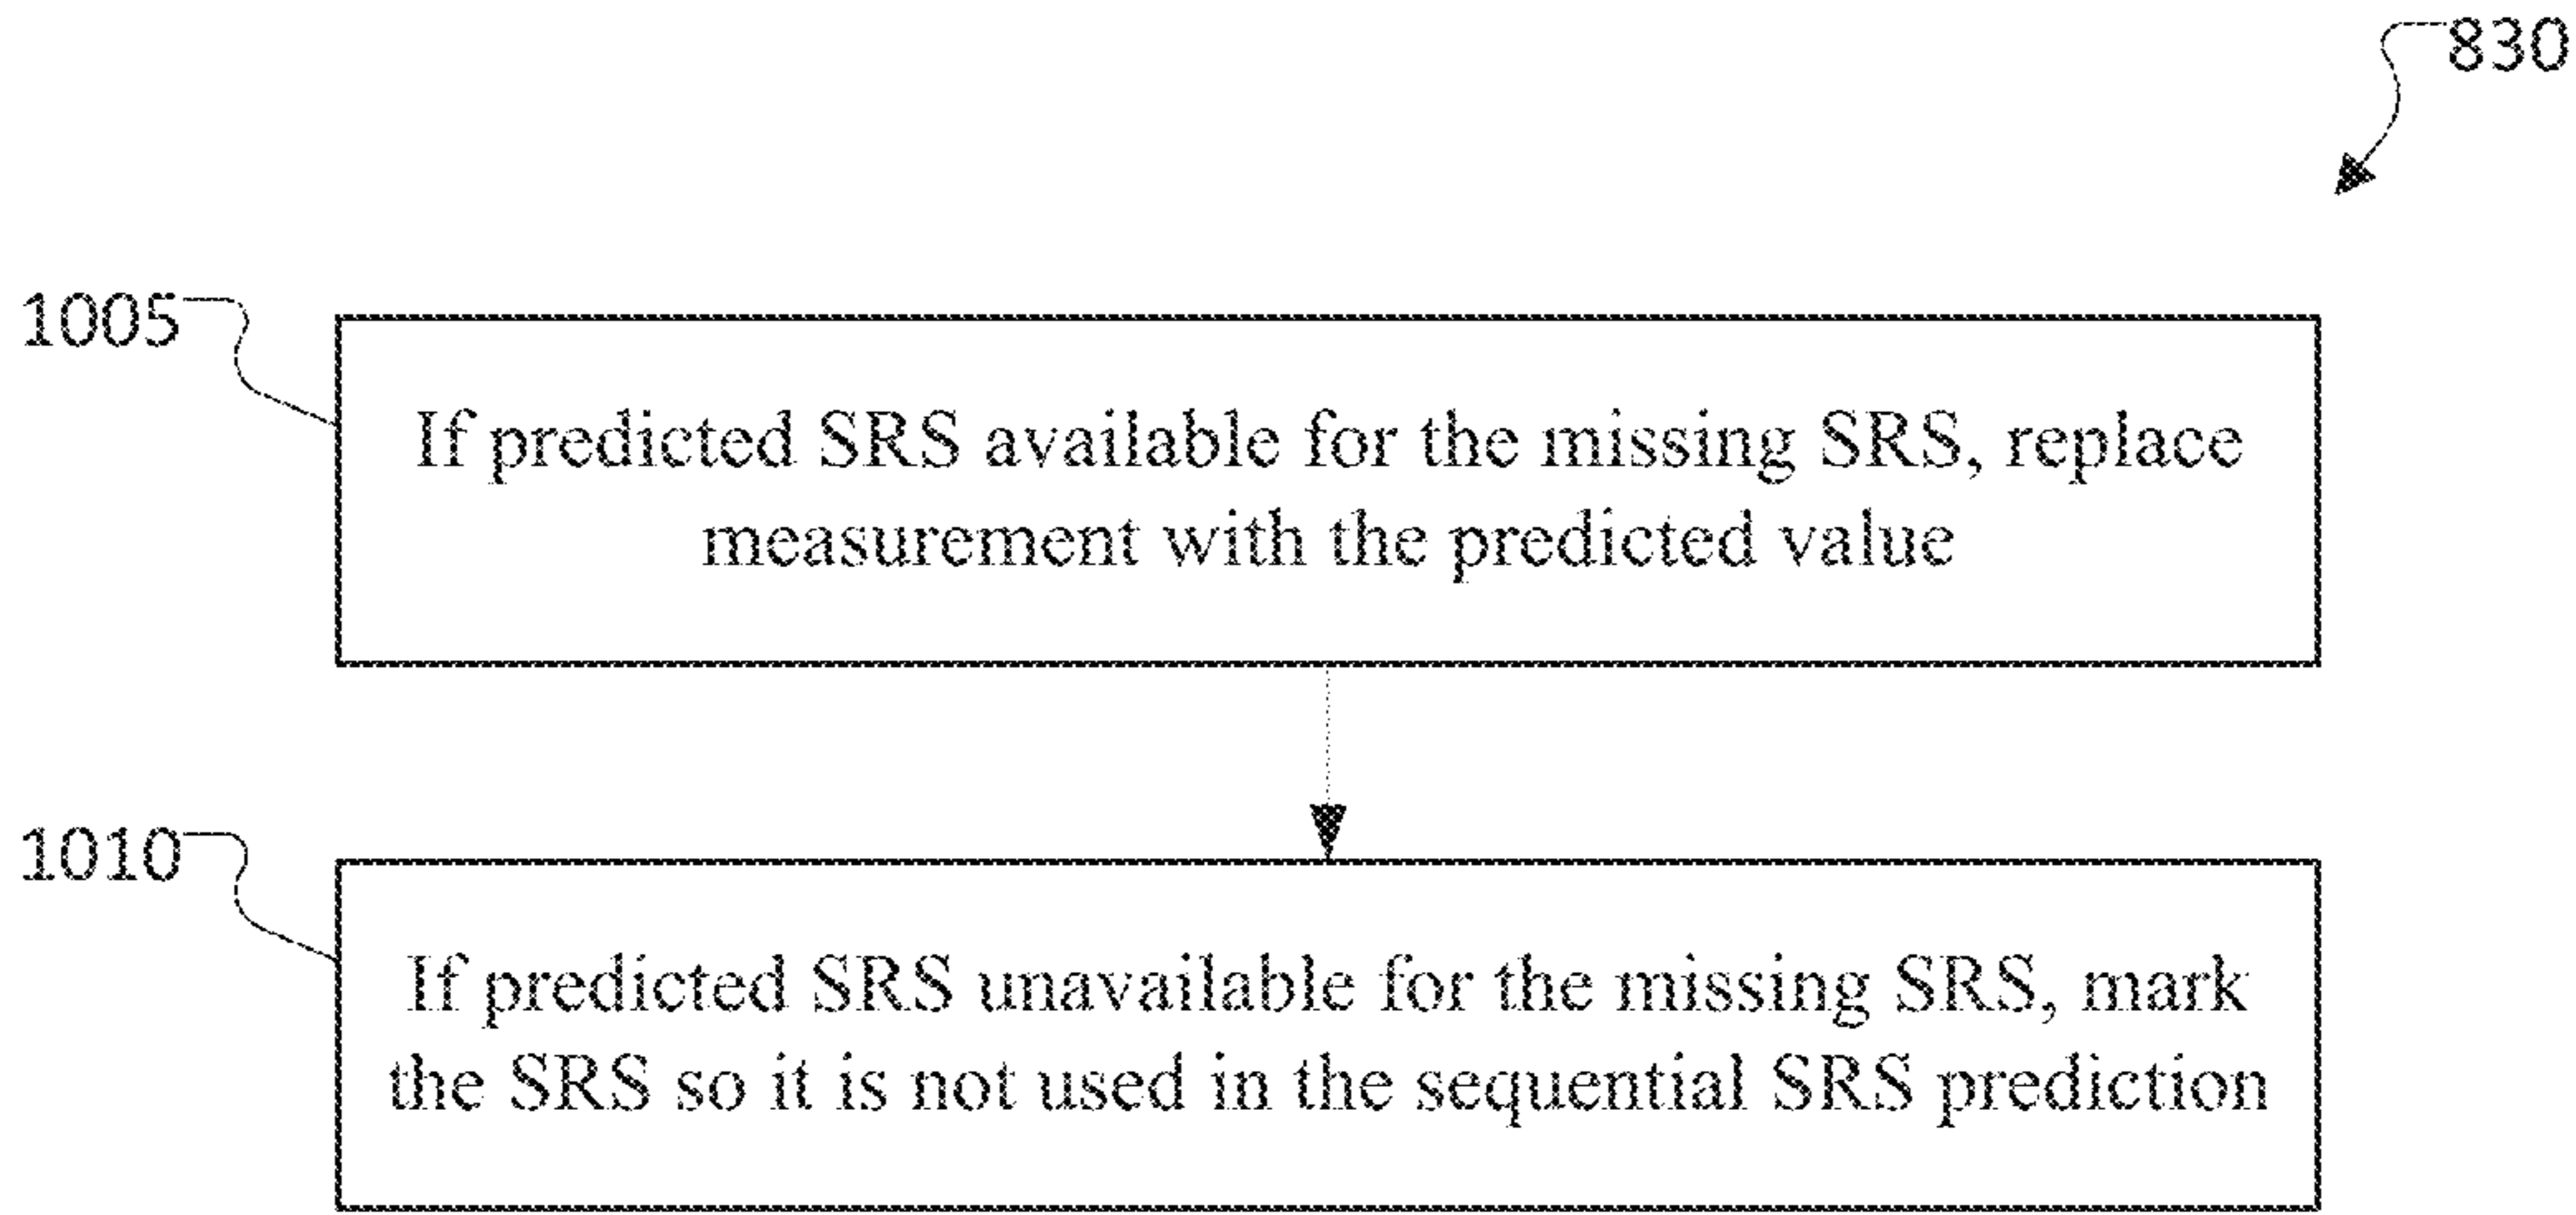 830
1005
If predicted SRS available for the missing SRS, replace
measurement with the predicted value
1010
If predicted SRS unavailable for the missing SRS, mark
the SRS so it is not used in the sequential SRS prediction